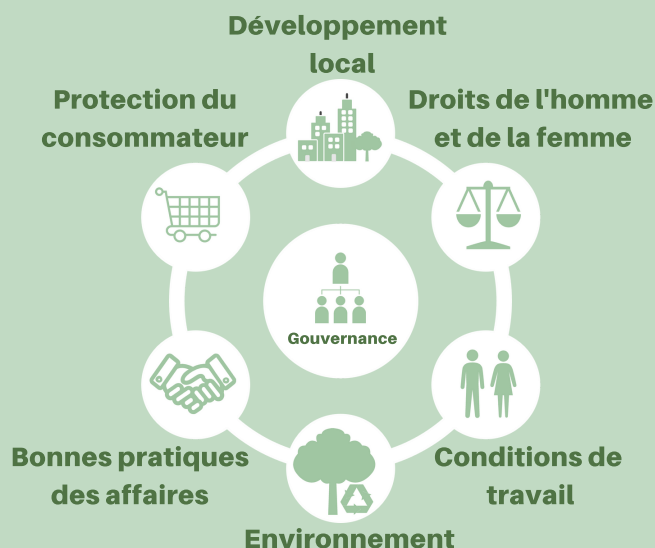 Développement
local
Protection du
consommateur
Droits de l'homme
et de la femme
Gouvernance
Bonnes pratiques
des affaires
Conditions de
travail
Environnement